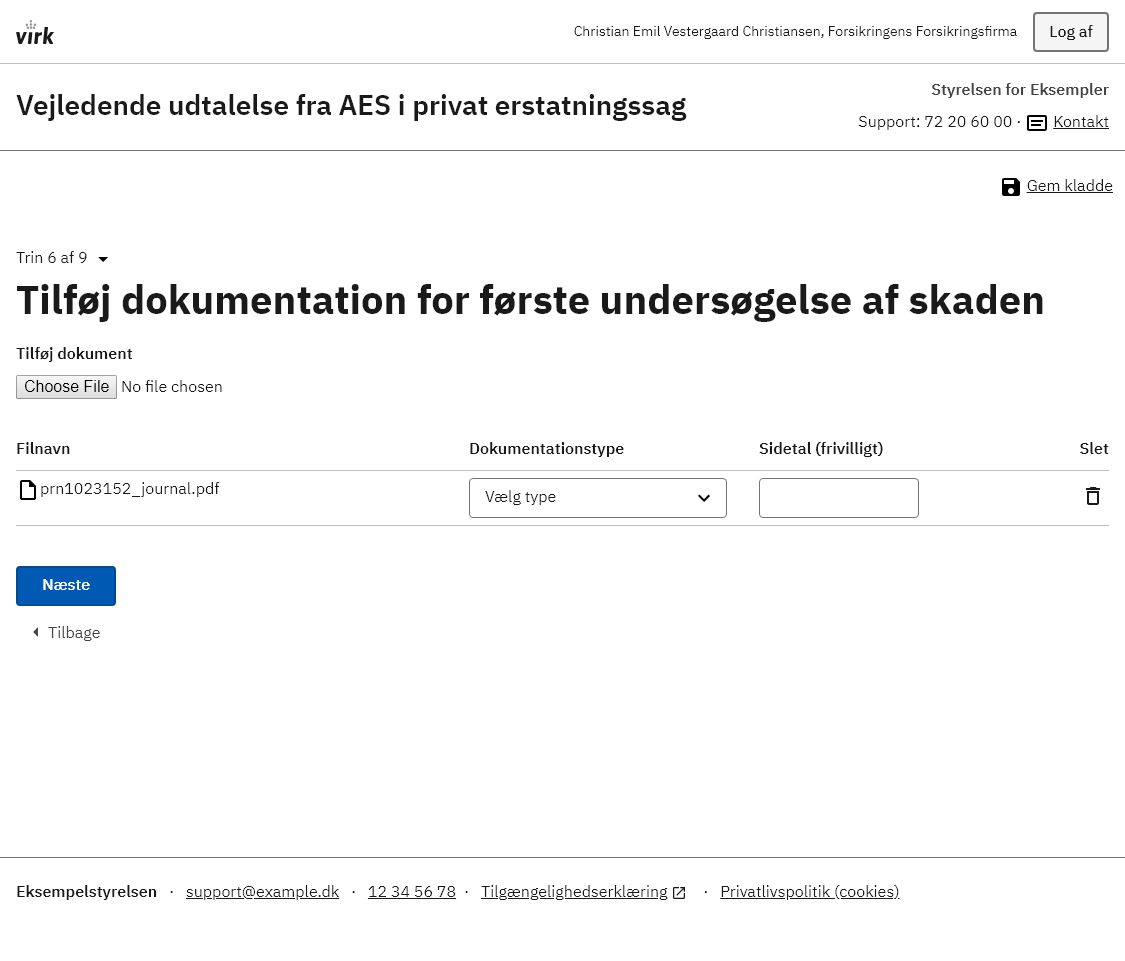 virk
Christian Emil Vestergaard Christiansen, Forsikringens Forsikringsfirma
Log af
Vejledende udtalelse fra AES i privat erstatningssag
Styrelsen for Eksempler
Support: 72 20 60 00 · Kontakt
Gem kladde
Trin 6 af 9
Tilføj dokumentation for første undersøgelse af skaden
Tilføj dokument
Choose File No file chosen
Filnavn Dokumentationstype Sidetal (frivilligt) Slet
prn1023152_journal.pdf Vælg type
Næste
Tilbage
Eksempelstyrelsen · support@example.dk · 12 34 56 78 · Tilgængelighedserklæring · Privatlivspolitik (cookies)